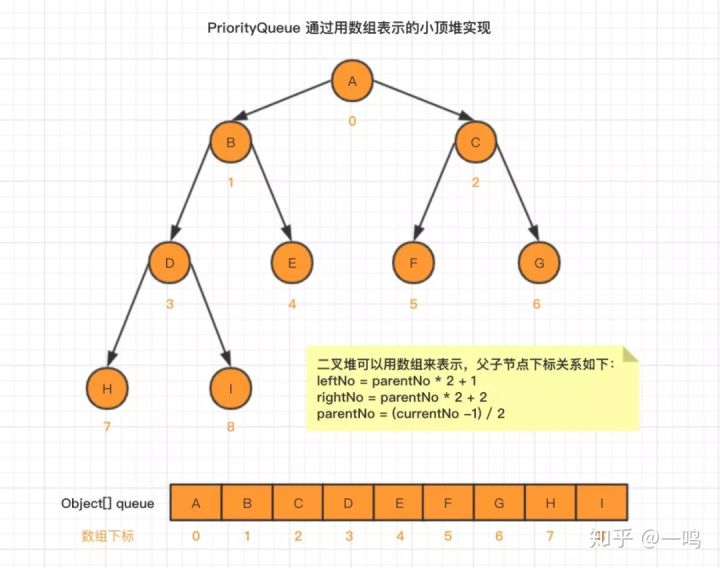 PriorityQueue 通过用数组表示的小顶堆实现
A
0
B
C
1
2
D
E
F
G
3
4
5
6
二叉堆可以用数组来表示，父子节点下标关系如下：
leftNo = parentNo * 2 + 1
rightNo = parentNo * 2 + 2
parentNo = (currentNo -1) / 2
H
I
7
8
Object[] queue A B C D E F G H I
数组下标 0 1 2 3 4 5 6 7
知乎 @一鸣